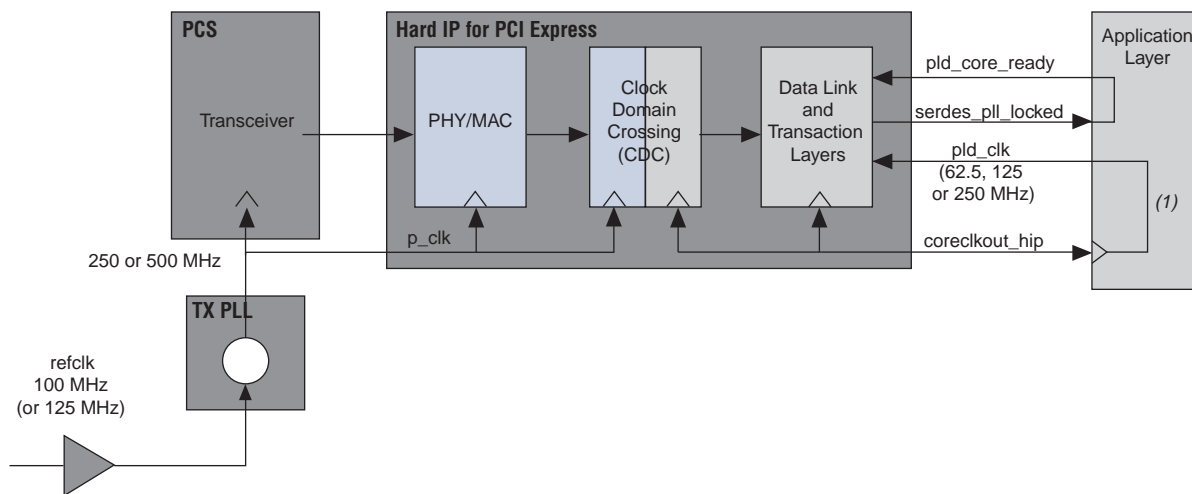 PCS
Transceiver
Hard IP for PCI Express
PHY/MAC
Clock
Domain
Crossing
(CDC)
Data Link
and
Transaction
Layers
Application
Layer
pld_core_ready
serdes_pll_locked
pld_clk
(62.5, 125
or 250 MHz)
(1)
coreclkout_hip
p_clk
250 or 500 MHz
TX PLL
refclk
100 MHz
(or 125 MHz)